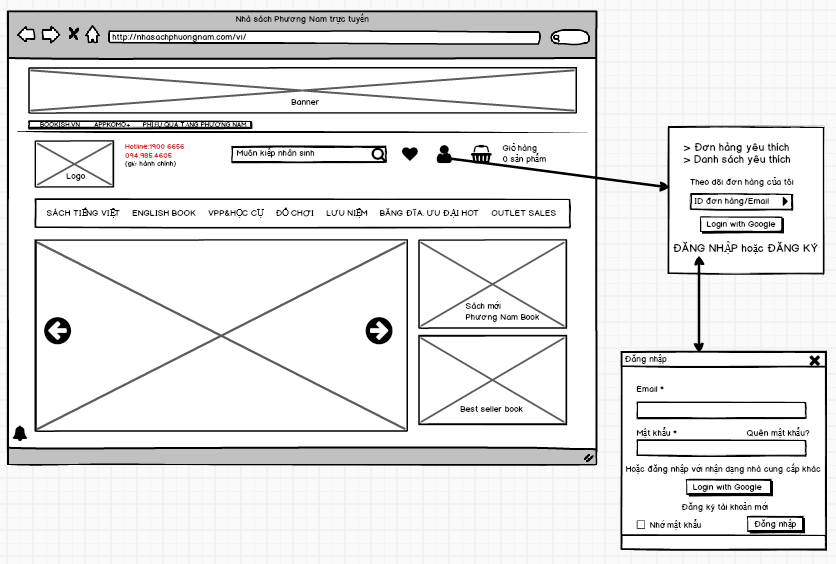 Nhà sách Phương Nam trực tuyến
http://nhasachphuongnam.com/vi/
Banner
BOOKISH.VN APPKOMO+ PHIẾU QUÀ TẶNG PHƯƠNG NAM
Logo
Hotline:1900 6656
094.985.4605
(giờ hành chính)
Muôn kiếp nhân sinh
Giỏ hàng
0 sản phẩm
SÁCH TIẾNG VIỆT ENGLISH BOOK VPP&HỌC CỤ ĐỒ CHƠI LƯU NIỆM BĂNG ĐĨA. ƯU ĐẠI HOT OUTLET SALES
Sách mới
Phương Nam Book
Best seller book
> Đơn hàng yêu thích
> Danh sách yêu thích
Theo dõi đơn hàng của tôi
ID đơn hàng/Email
Login with Google
ĐĂNG NHẬP hoặc ĐĂNG KÝ
Đăng nhập
Email *
Mật khẩu * Quên mật khẩu?
Hoặc đăng nhập với nhận dạng nhà cung cấp khác
Login with Google
Đăng ký tài khoản mới
Nhớ mật khẩu Đăng nhập